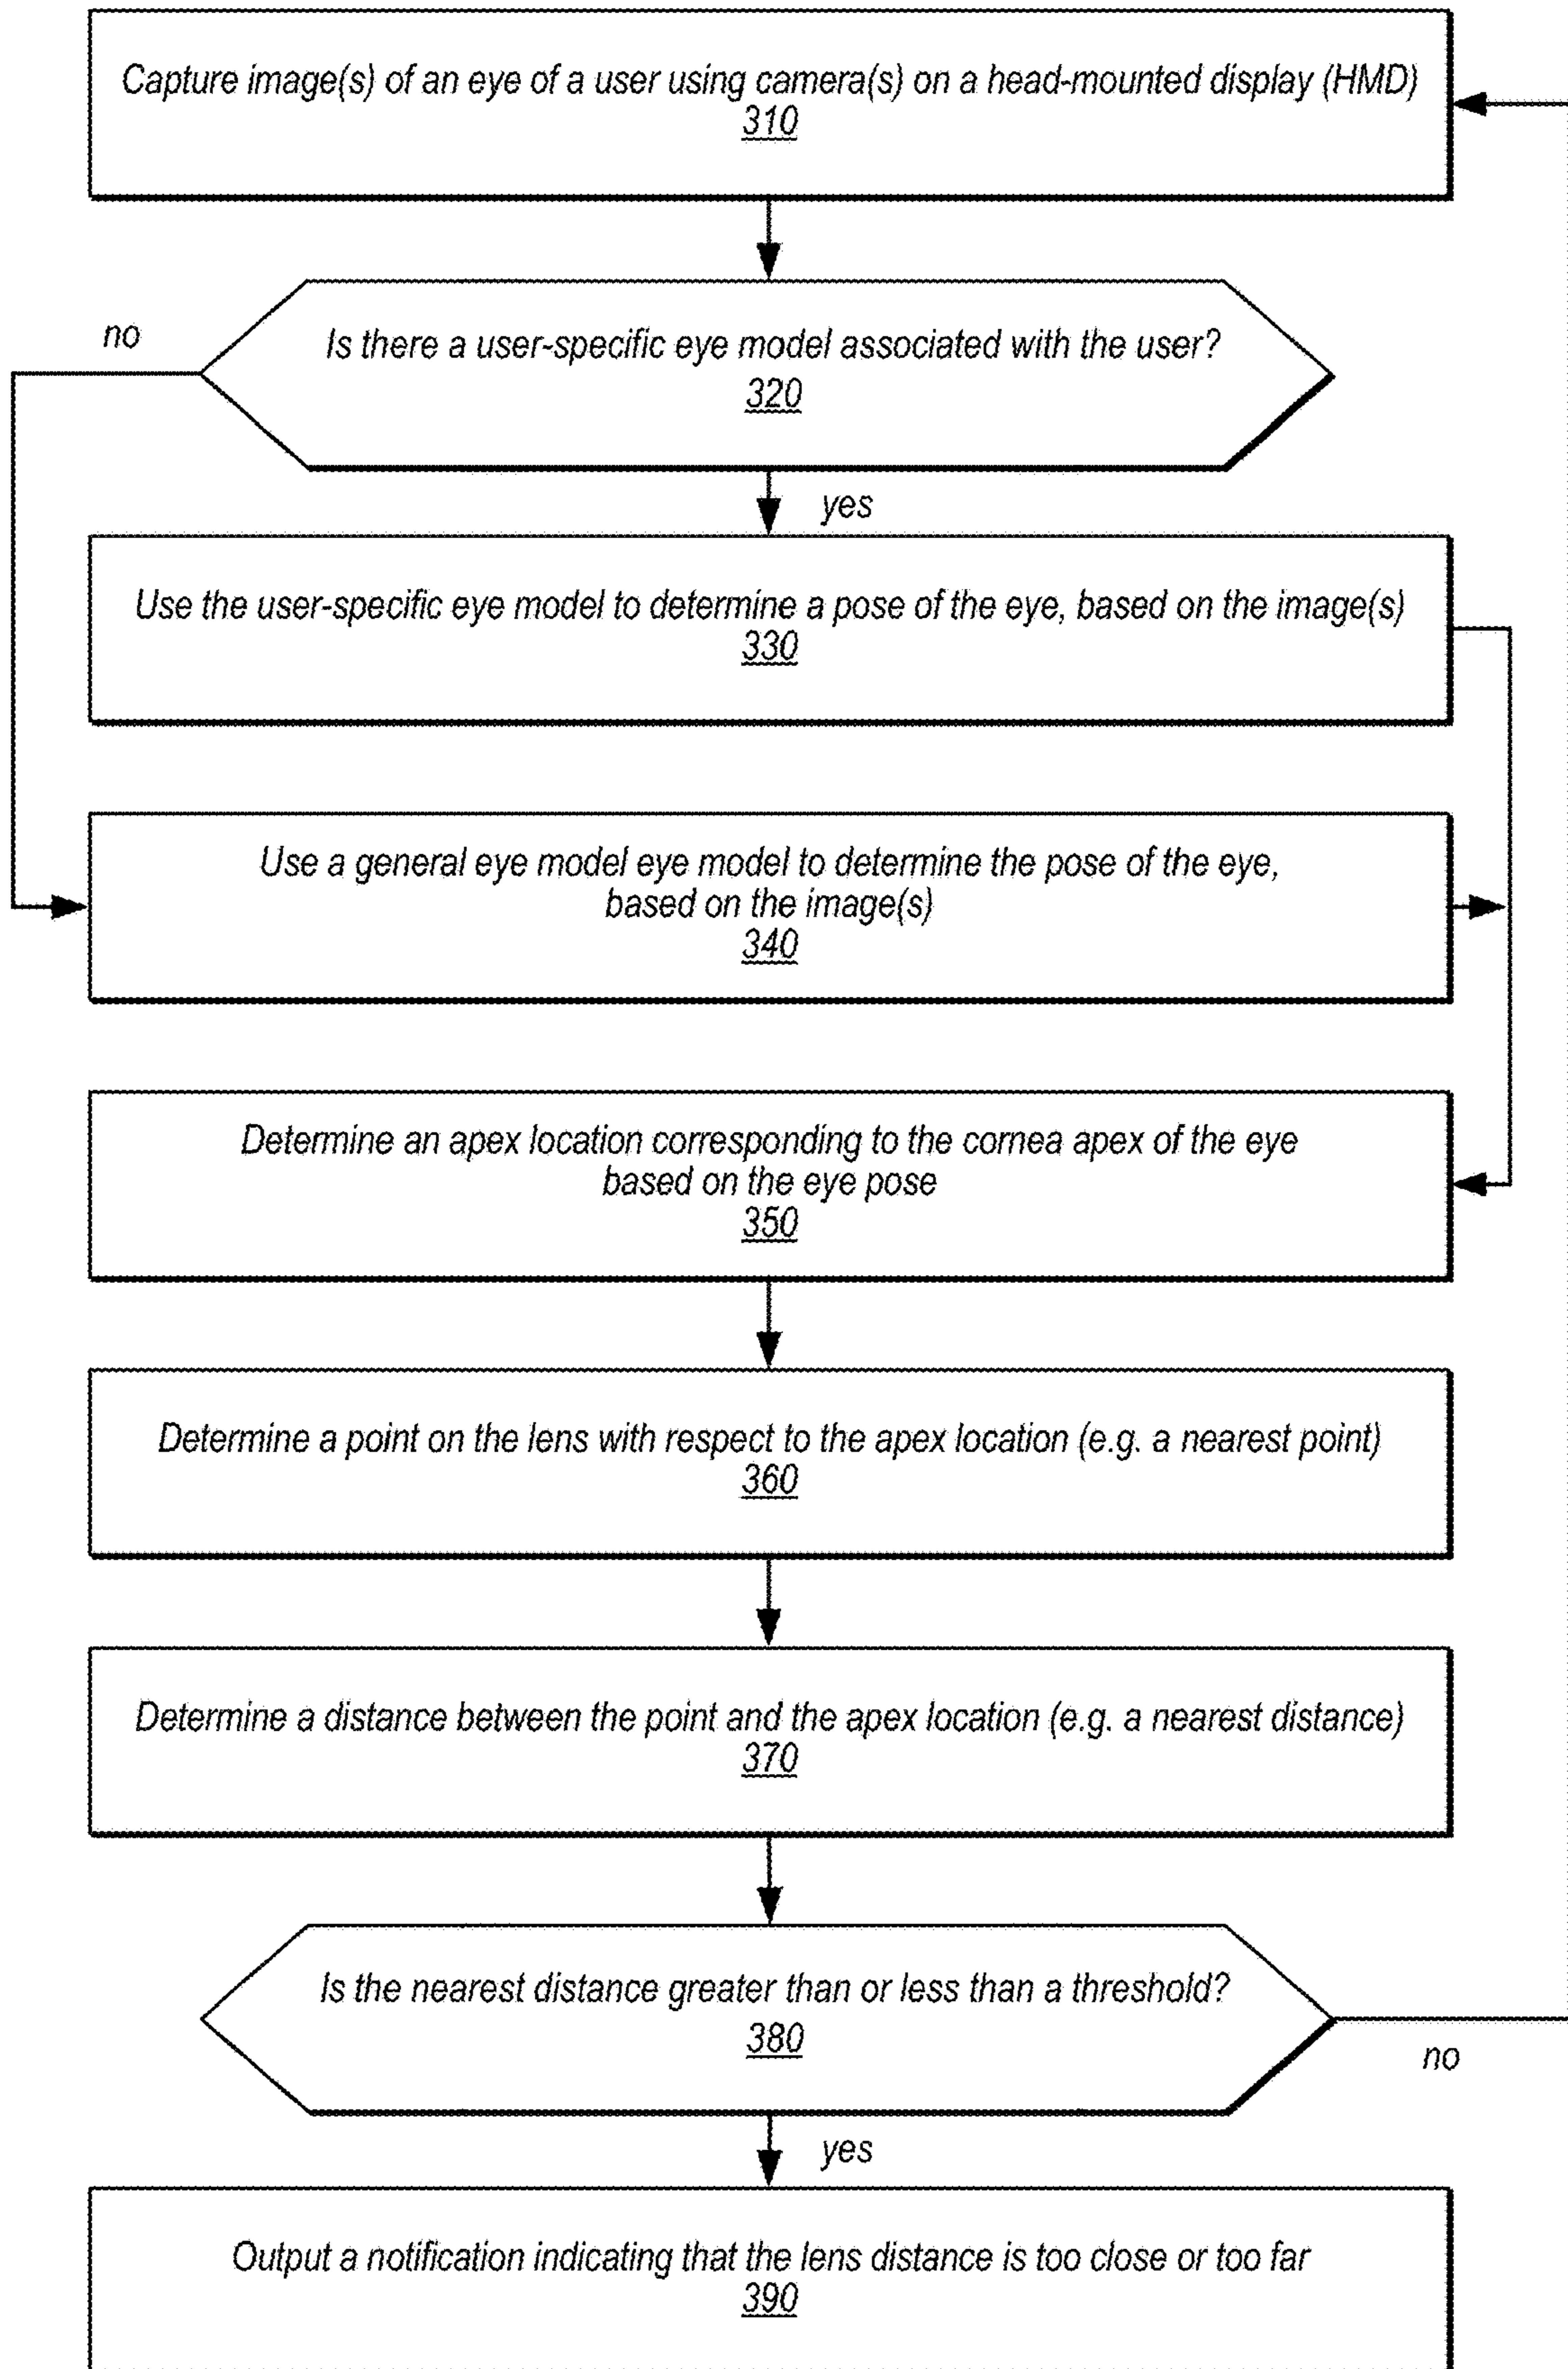 Capture image(s) of an eye of a user using camera(s) on a head-mounted display (HMD)
310
no
Is there a user-specific eye model associated with the user?
320
yes
Use the user-specific eye model to determine a pose of the eye, based on the image(s)
330
Use a general eye model eye model to determine the pose of the eye,
based on the image(s)
340
Determine an apex location corresponding to the cornea apex of the eye
based on the eye pose
350
Determine a point on the lens with respect to the apex location (e.g. a nearest point)
360
Determine a distance between the point and the apex location (e.g. a nearest distance)
370
Is the nearest distance greater than or less than a threshold?
380
no
yes
Output a notification indicating that the lens distance is too close or too far
390